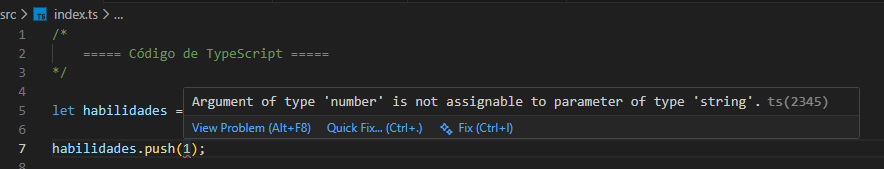 src > TS index.ts > ...
1 /*
2 ===== Código de TypeScript =====
3 */
4
5 let habilidades =
Argument of type 'number' is not assignable to parameter of type 'string'. ts(2345)
View Problem (Alt+F8) Quick Fix... (Ctrl+.) Fix (Ctrl+I)
7 habilidades.push(1);
8